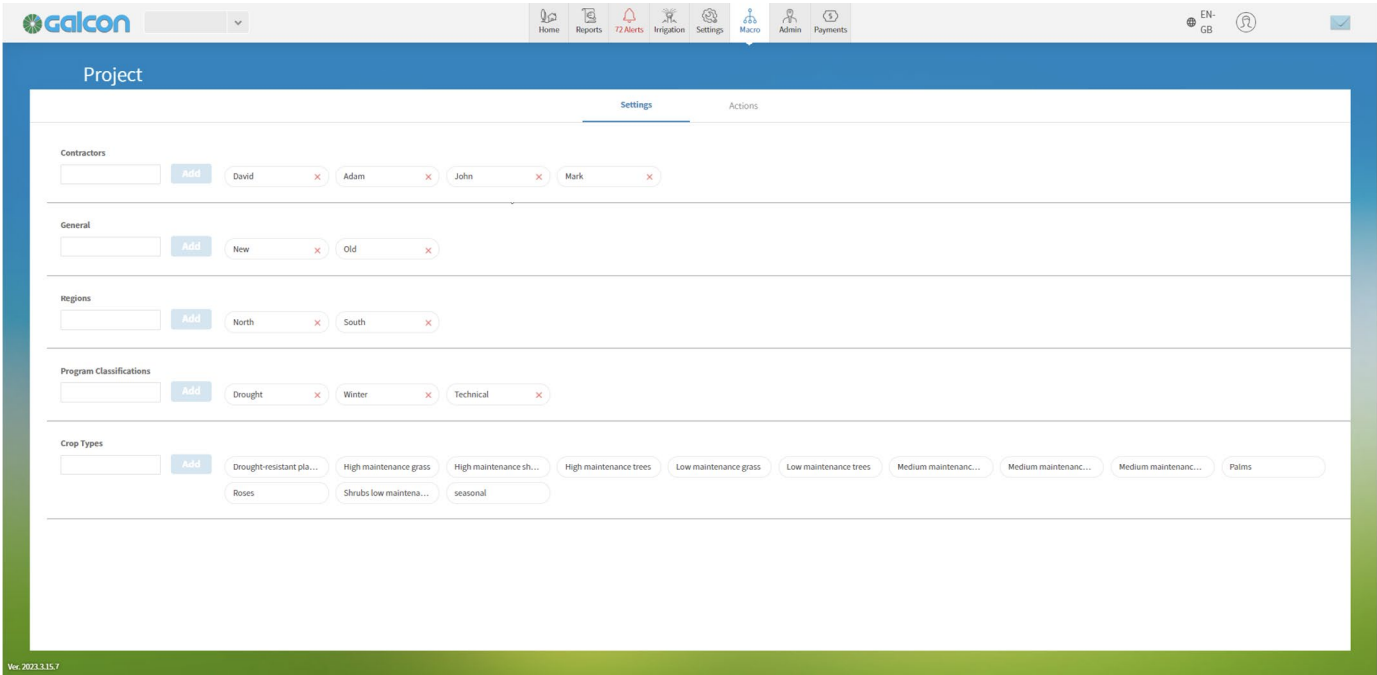 GALCON
Home Reports 72 Alerts Irrigation Settings Macro Admin Payments
EN-
GB
Project
Settings Actions
Contractors
Add David Adam John Mark
General
Add New Old
Regions
Add North South
Program Classifications
Add Drought Winter Technical
Crop Types
Add Drought-resistant pla... High maintenance grass High maintenance sh... High maintenance trees Low maintenance grass Low maintenance trees Medium maintenanc... Medium maintenanc... Medium maintenanc... Palms
Roses Shrubs low maintena... seasonal
Ver. 2023.3.15.7